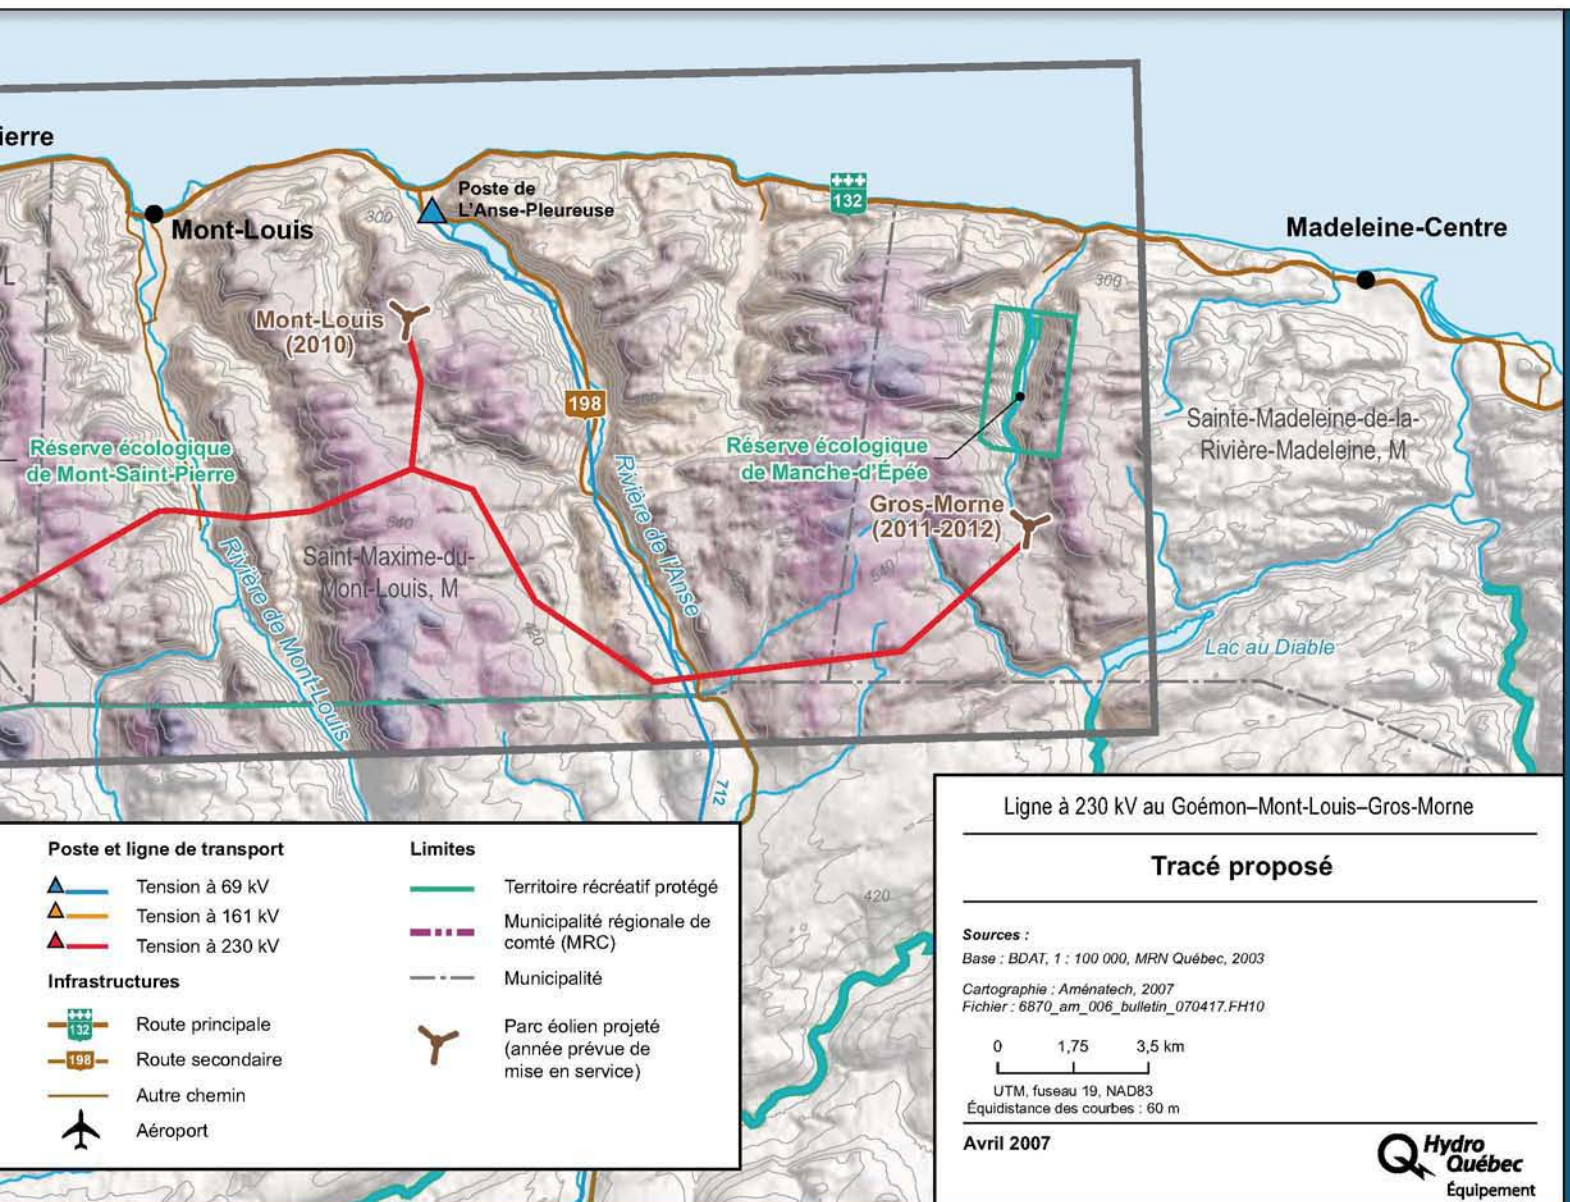 ierre
Mont-Louis
Poste de
L'Anse-Pleureuse
132
Madeleine-Centre
300
300
L
Mont-Louis
(2010)
198
Réserve écologique
de Mont-Saint-Pierre
Réserve écologique
de Manche-d'Épée
Sainte-Madeleine-de-la-
Rivière-Madeleine, M
Gros-Morne
(2011-2012)
Rivière de l'Anse
640
Saint-Maxime-du-
Mont-Louis, M
540
420
Rivière de Mont-Louis
Lac au Diable
712
420
Poste et ligne de transport
Tension à 69 kV
Tension à 161 kV
Tension à 230 kV
Infrastructures
132
Route principale
198
Route secondaire
Autre chemin
Aéroport
Limites
Territoire récréatif protégé
Municipalité régionale de
comté (MRC)
Municipalité
Parc éolien projeté
(année prévue de
mise en service)
Ligne à 230 kV au Goémon–Mont-Louis–Gros-Morne
Tracé proposé
Sources :
Base : BDAT, 1 : 100 000, MRN Québec, 2003
Cartographie : Aménatech, 2007
Fichier : 6870_am_006_bulletin_070417.FH10
0 1,75 3,5 km
UTM, fuseau 19, NAD83
Équidistance des courbes : 60 m
Avril 2007
Hydro
Québec
Équipement